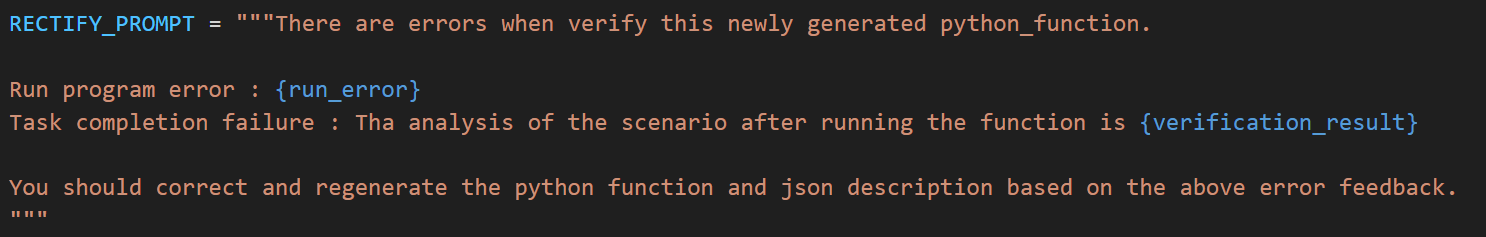 RECTIFY_PROMPT = """There are errors when verify this newly generated python_function.
Run program error : {run_error}
Task completion failure : Tha analysis of the scenario after running the function is {verification_result}
You should correct and regenerate the python function and json description based on the above error feedback.
"""